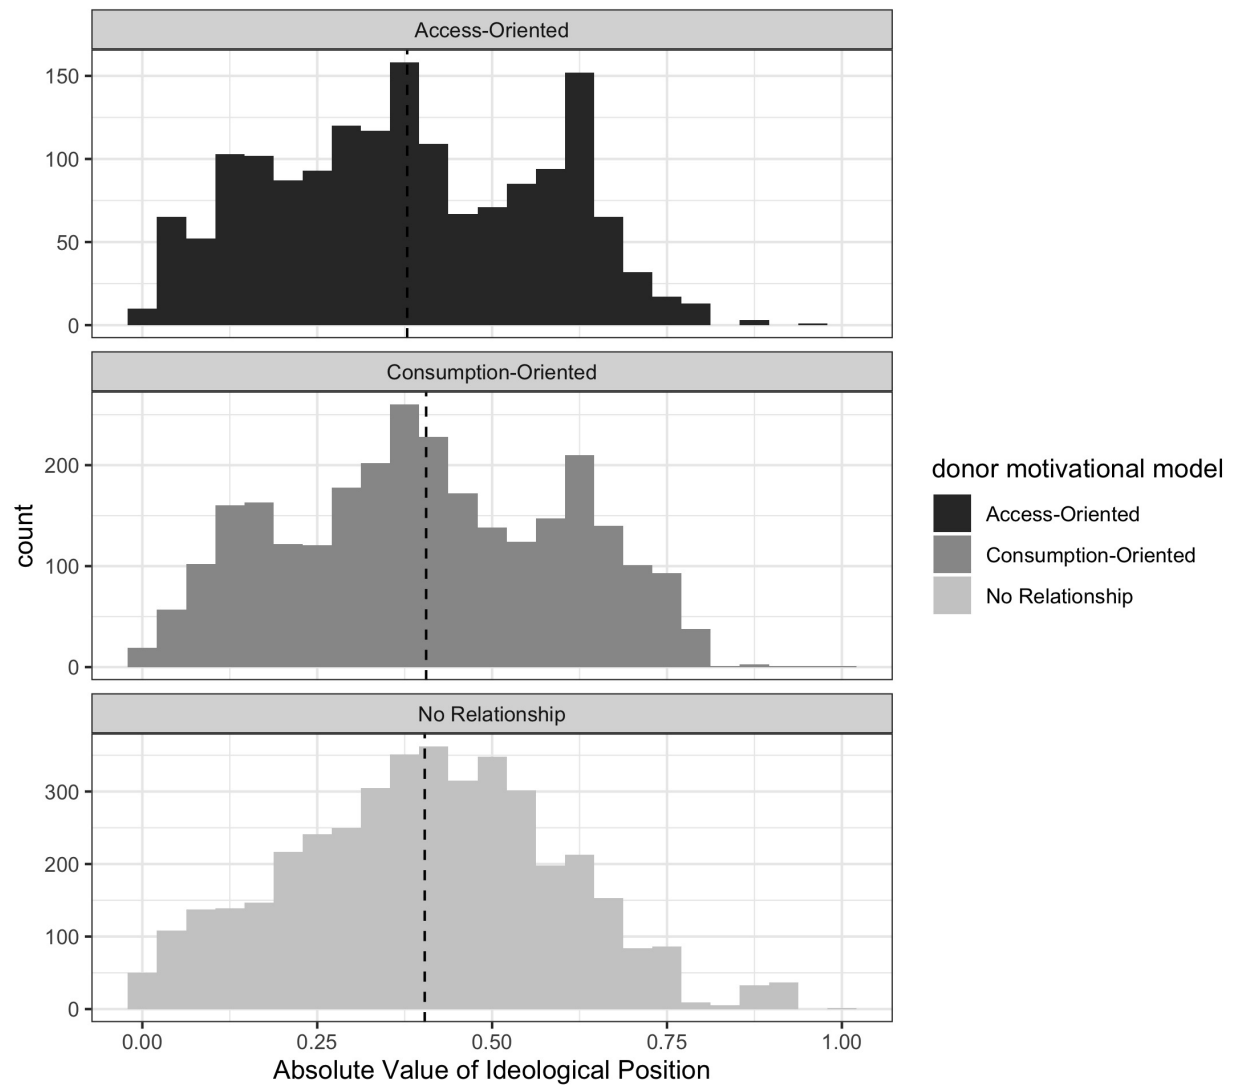 Access-Oriented
150
100
50
0
Consumption-Oriented
200
100
0
No Relationship
300
200
100
0
0.00 0.25 0.50 0.75 1.00
Absolute Value of Ideological Position
count
donor motivational model
Access-Oriented
Consumption-Oriented
No Relationship